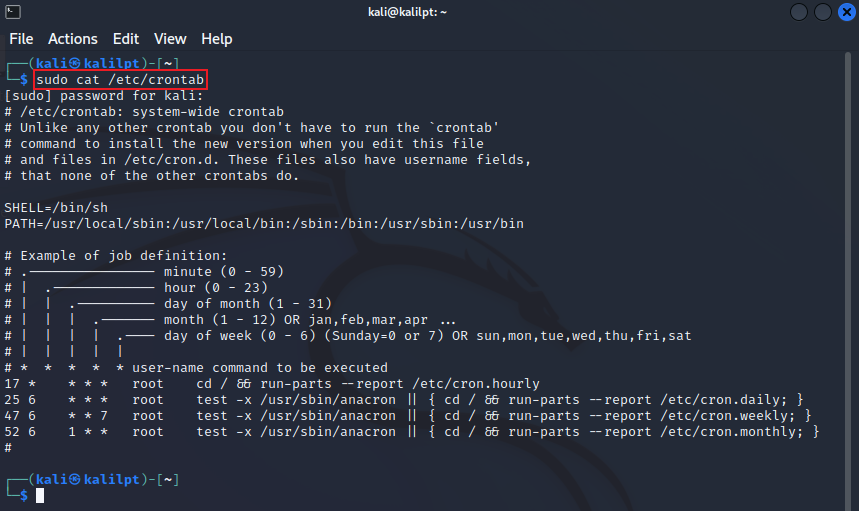 kali@kalilpt: ~
File Actions Edit View Help
┌──(kali㉿kalilpt)-[~]
└─$ sudo cat /etc/crontab
[sudo] password for kali:
# /etc/crontab: system-wide crontab
# Unlike any other crontab you don't have to run the `crontab'
# command to install the new version when you edit this file
# and files in /etc/cron.d. These files also have username fields,
# that none of the other crontabs do.
SHELL=/bin/sh
PATH=/usr/local/sbin:/usr/local/bin:/sbin:/bin:/usr/sbin:/usr/bin
# Example of job definition:
# .---------------- minute (0 - 59)
# |  .------------- hour (0 - 23)
# |  |  .---------- day of month (1 - 31)
# |  |  |  .------- month (1 - 12) OR jan,feb,mar,apr ...
# |  |  |  |  .---- day of week (0 - 6) (Sunday=0 or 7) OR sun,mon,tue,wed,thu,fri,sat
# |  |  |  |  |
# *  *  *  *  * user-name command to be executed
17 *    * * *   root    cd / && run-parts --report /etc/cron.hourly
25 6    * * *   root    test -x /usr/sbin/anacron || { cd / && run-parts --report /etc/cron.daily; }
47 6    * * 7   root    test -x /usr/sbin/anacron || { cd / && run-parts --report /etc/cron.weekly; }
52 6    1 * *   root    test -x /usr/sbin/anacron || { cd / && run-parts --report /etc/cron.monthly; }
#
┌──(kali㉿kalilpt)-[~]
└─$